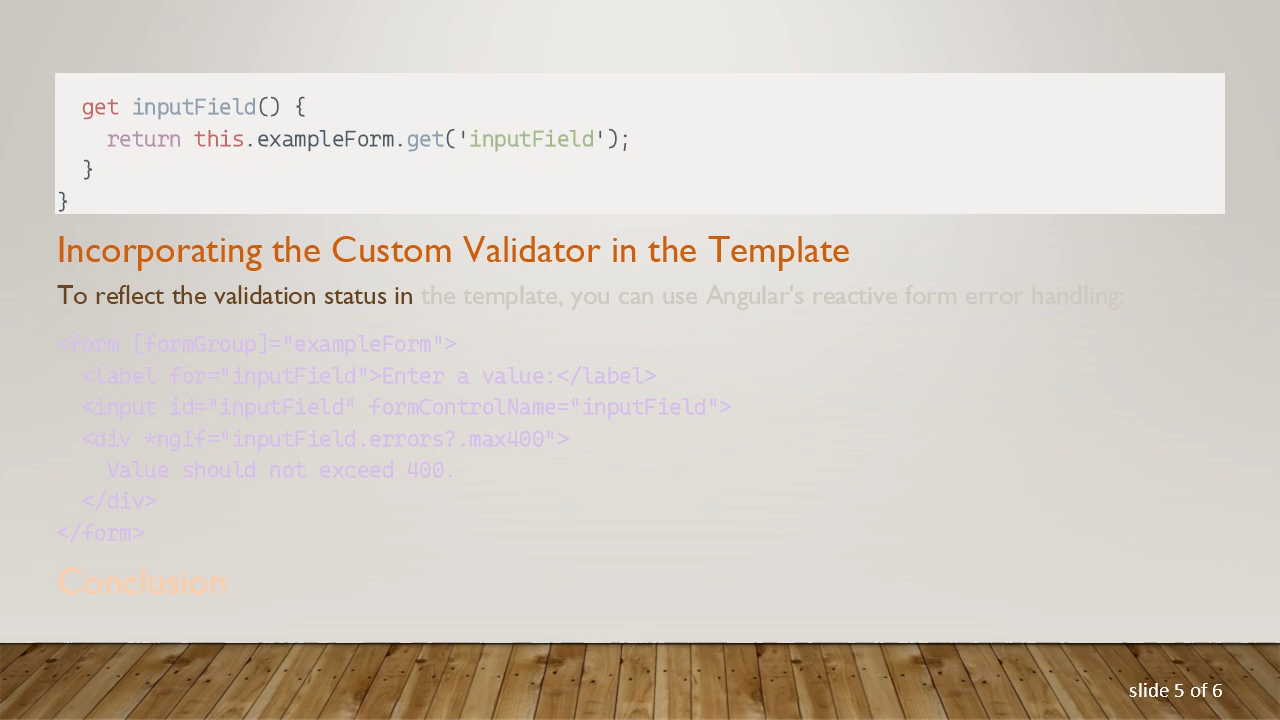 get inputField() {
return this.exampleForm.get('inputField');
}
}
Incorporating the Custom Validator in the Template
To reflect the validation status in the template, you can use Angular's reactive form error handling:
<form [formGroup]="exampleForm">
<label for="inputField">Enter a value:</label>
<input id="inputField" formControlName="inputField">
<div *ngIf="inputField.errors?.max400">
Value should not exceed 400.
</div>
</form>
Conclusion
slide 5 of 6